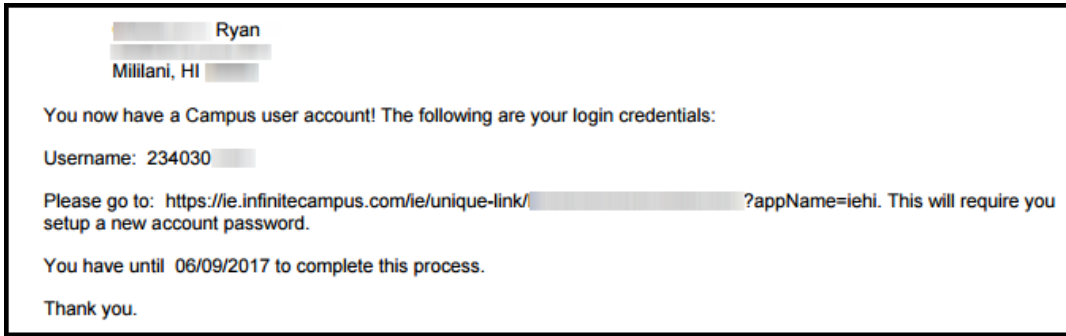 Ryan
Mililani, HI
You now have a Campus user account! The following are your login credentials:
Username: 234030
Please go to: https://ie.infinitecampus.com/ie/unique-link/ ?appName=iehi. This will require you
setup a new account password.
You have until 06/09/2017 to complete this process.
Thank you.